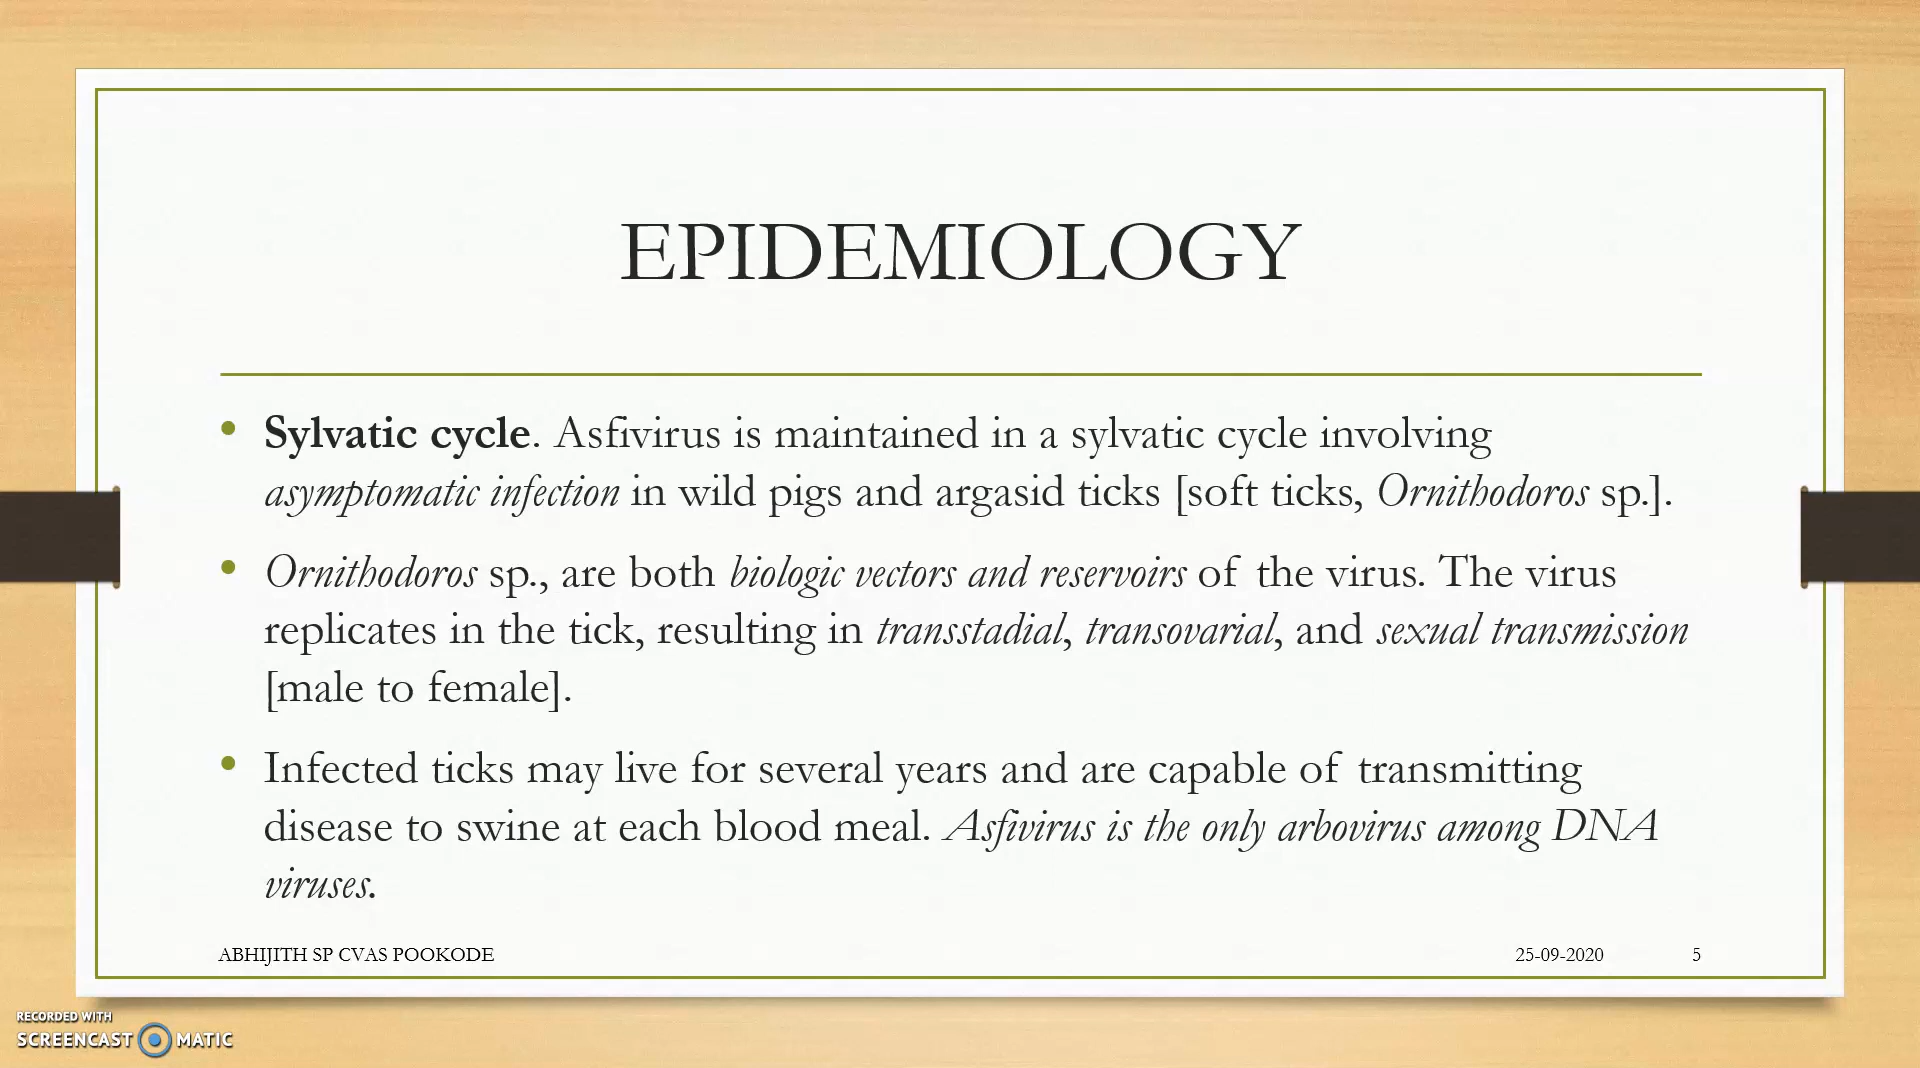 EPIDEMIOLOGY
• Sylvatic cycle. Asfivirus is maintained in a sylvatic cycle involving
asymptomatic infection in wild pigs and argasid ticks [soft ticks, Ornithodoros sp.].
• Ornithodoros sp., are both biologic vectors and reservoirs of the virus. The virus
replicates in the tick, resulting in transstadial, transovarial, and sexual transmission
[male to female].
• Infected ticks may live for several years and are capable of transmitting
disease to swine at each blood meal. Asfivirus is the only arbovirus among DNA
viruses.
ABHIJITH SP CVAS POOKODE 25-09-2020 5
RECORDED WITH
SCREENCAST MATIC